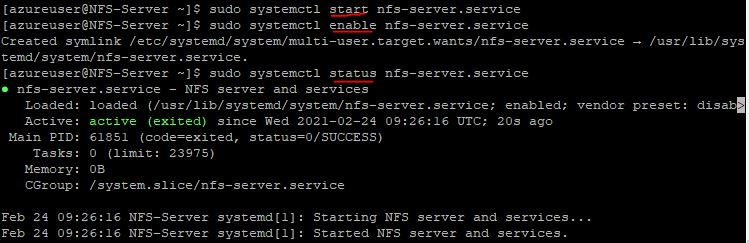 [azureuser@NFS-Server ~]$ sudo systemctl start nfs-server.service
[azureuser@NFS-Server ~]$ sudo systemctl enable nfs-server.service
Created symlink /etc/systemd/system/multi-user.target.wants/nfs-server.service → /usr/lib/sys
temd/system/nfs-server.service.
[azureuser@NFS-Server ~]$ sudo systemctl status nfs-server.service
● nfs-server.service - NFS server and services
Loaded: loaded (/usr/lib/systemd/system/nfs-server.service; enabled; vendor preset: disab>
Active: active (exited) since Wed 2021-02-24 09:26:16 UTC; 20s ago
Main PID: 61851 (code=exited, status=0/SUCCESS)
Tasks: 0 (limit: 23975)
Memory: 0B
CGroup: /system.slice/nfs-server.service
Feb 24 09:26:16 NFS-Server systemd[1]: Starting NFS server and services...
Feb 24 09:26:16 NFS-Server systemd[1]: Started NFS server and services.